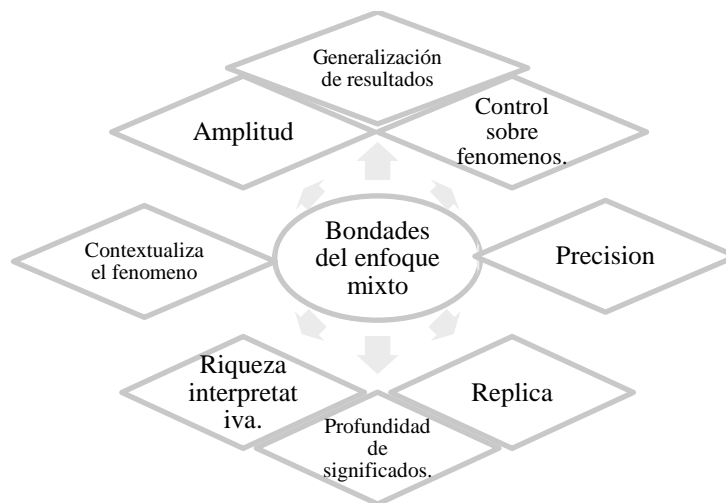 Generalización
de resultados
Amplitud
Control
sobre
fenomenos.
Contextualiza
el fenomeno
Bondades
del enfoque
mixto
Precision
Riqueza
interpretat
iva.
Replica
Profundidad
de
significados.